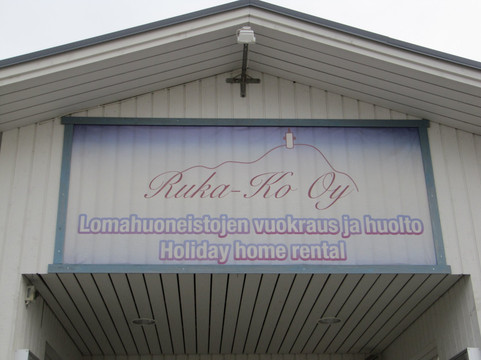 Ruka-Ko Oy
Lomahuoneistojen vuokraus ja huolto
Holiday home rental